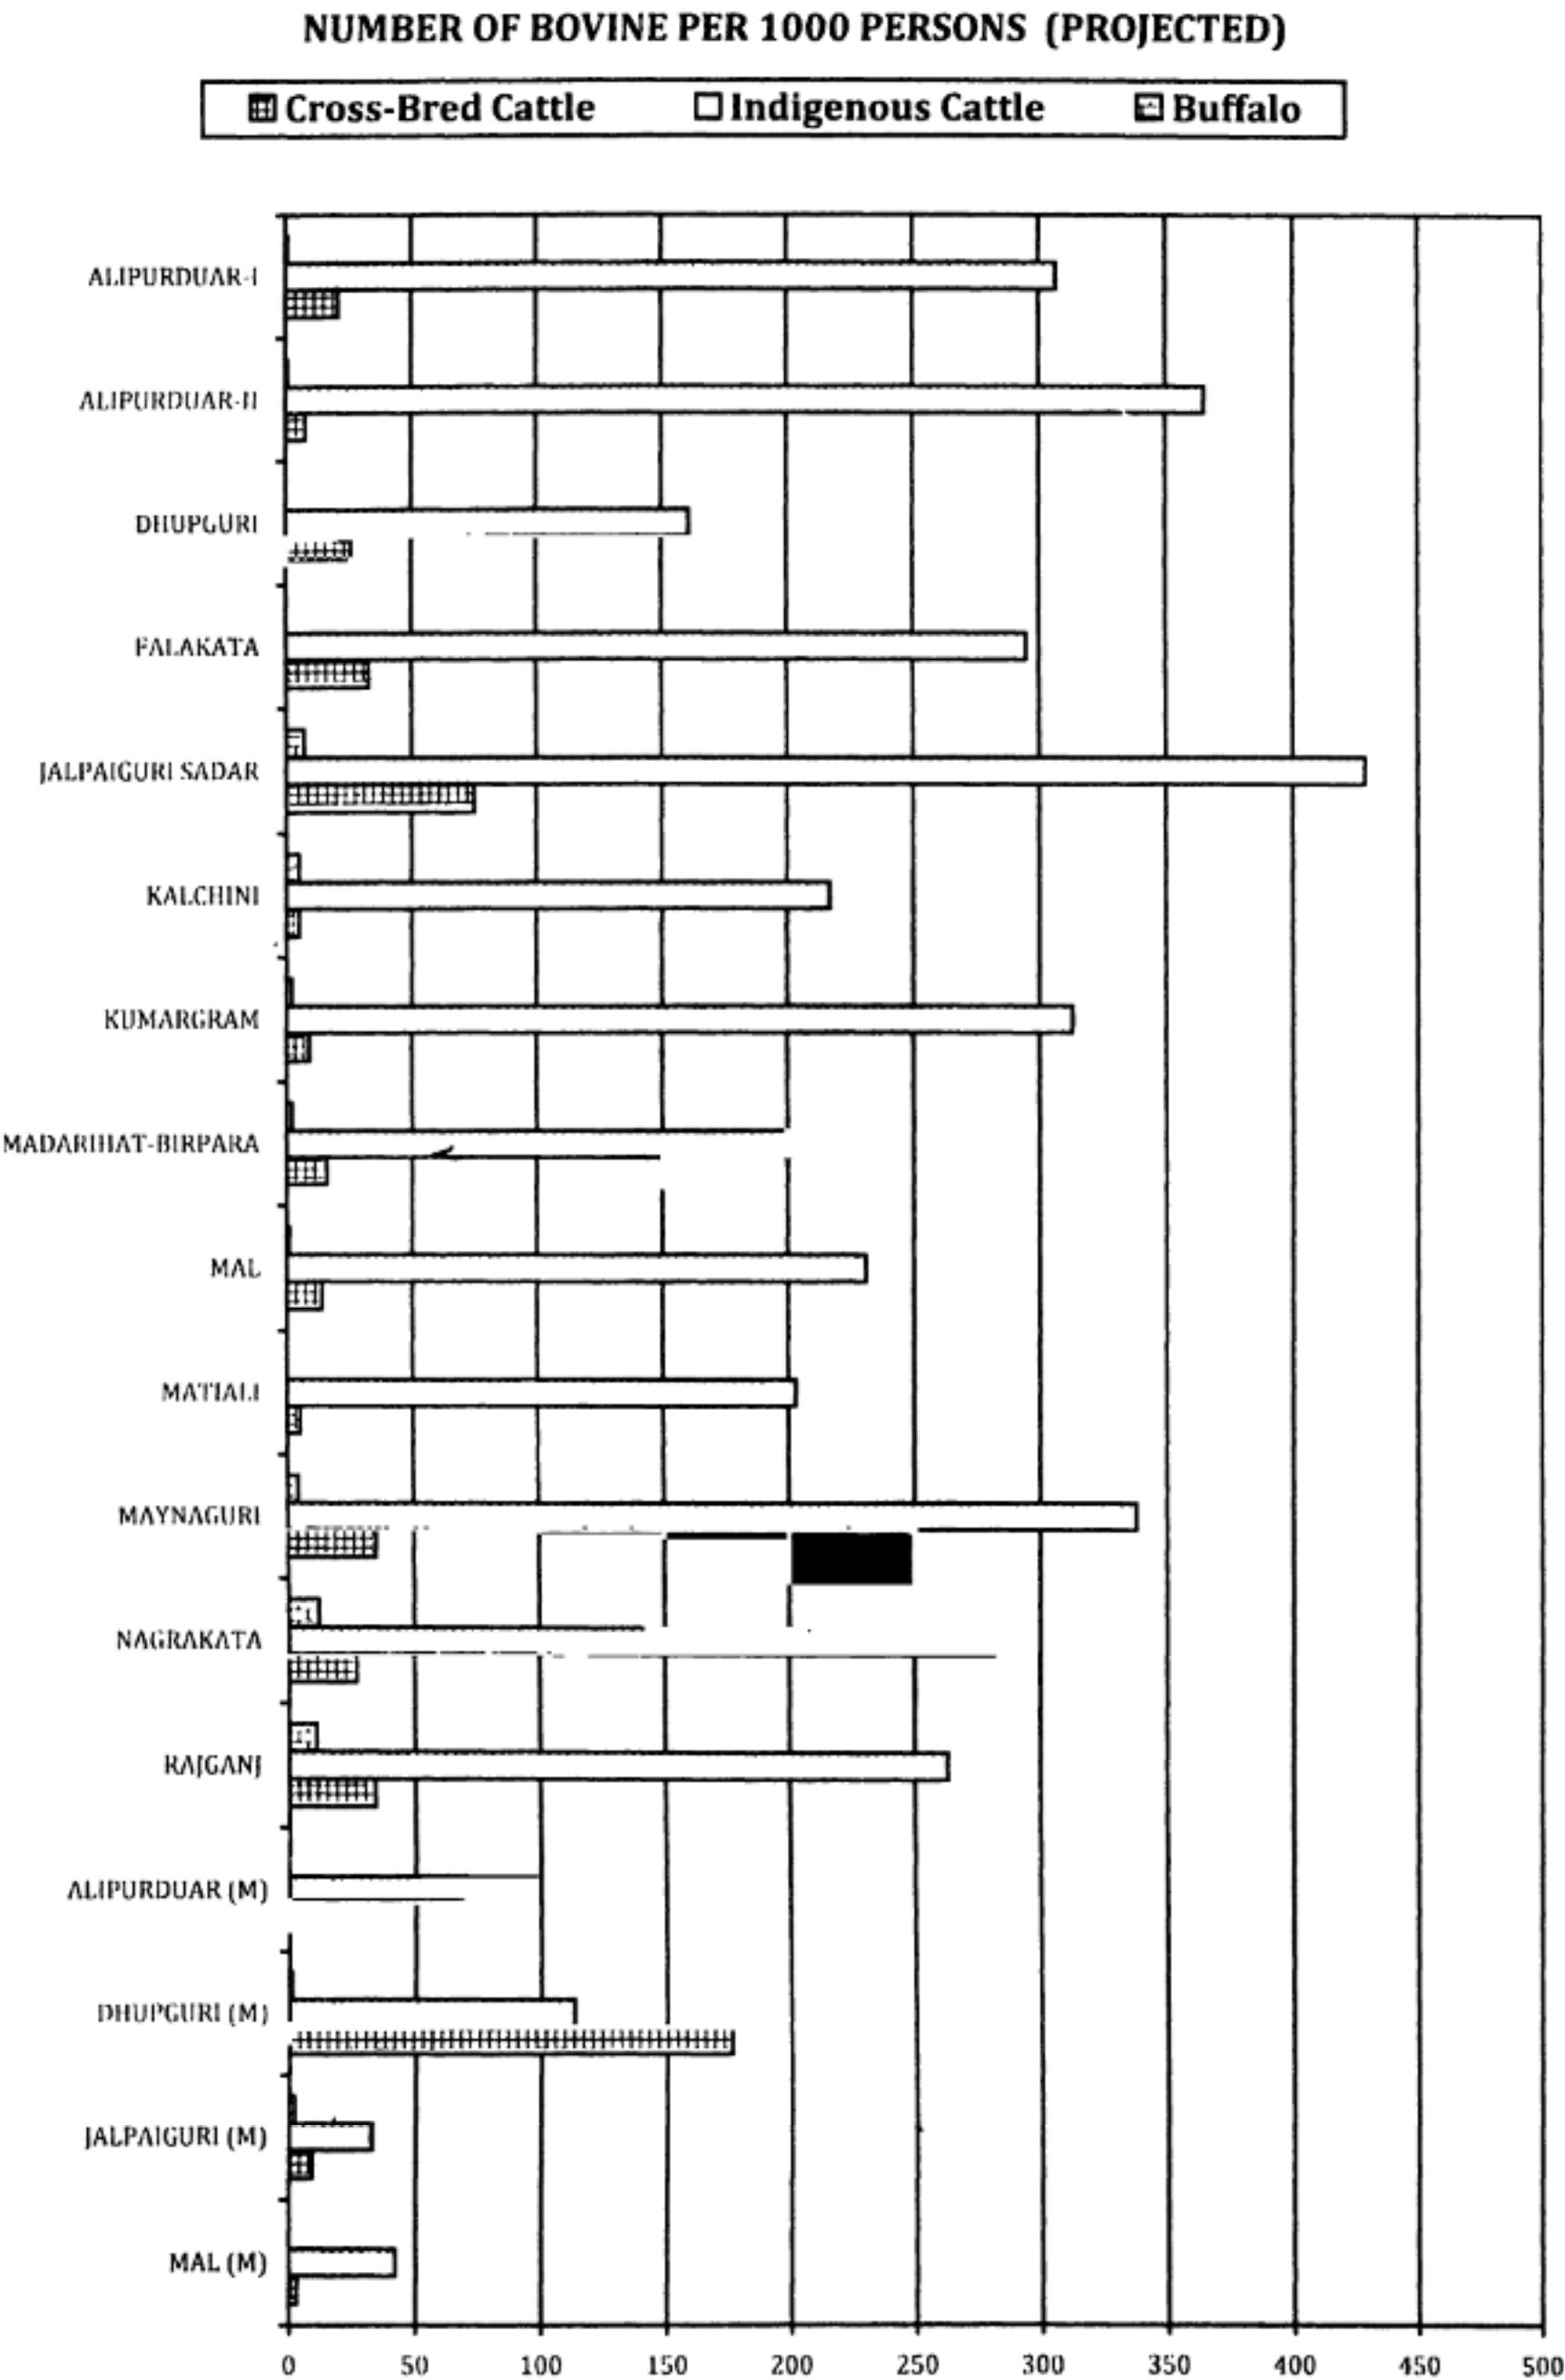 NUMBER OF BOVINE PER 1000 PERSONS (PROJECTED)
Cross-Bred Cattle Indigenous Cattle Buffalo
ALIPURDUAR-I
ALIPURDUAR-II
DHUPGURI
FALAKATA
JALPAIGURI SADAR
KALCHINI
KUMARGRAM
MADARIHAT-BIRPARA
MAL
MATIALI
MAYNAGURI
NAGRAKATA
RAJGANJ
ALIPURDUAR (M)
DHUPGURI (M)
JALPAIGURI (M)
MAL (M)
0 50 100 150 200 250 300 350 400 450 500